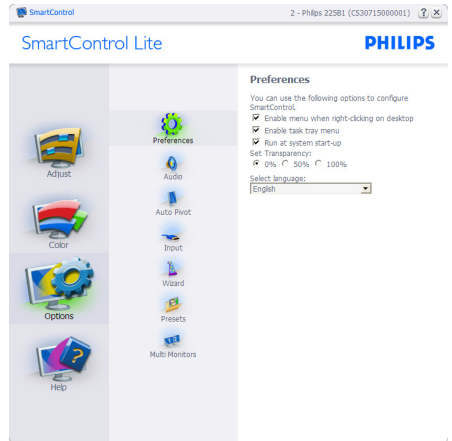 SmartControl
2 - Philips 225B1 (CS30715000001)
SmartControl Lite
PHILIPS
Adjust
Color
Options
Help
Preferences
Audio
Auto Pivot
Input
Wizard
Presets
Multi Monitors
Preferences
You can use the following options to configure
SmartControl.
Enable menu when right-clicking on desktop
Enable task tray menu
Run at system start-up
Set Transparency:
0% 50% 100%
Select language:
English